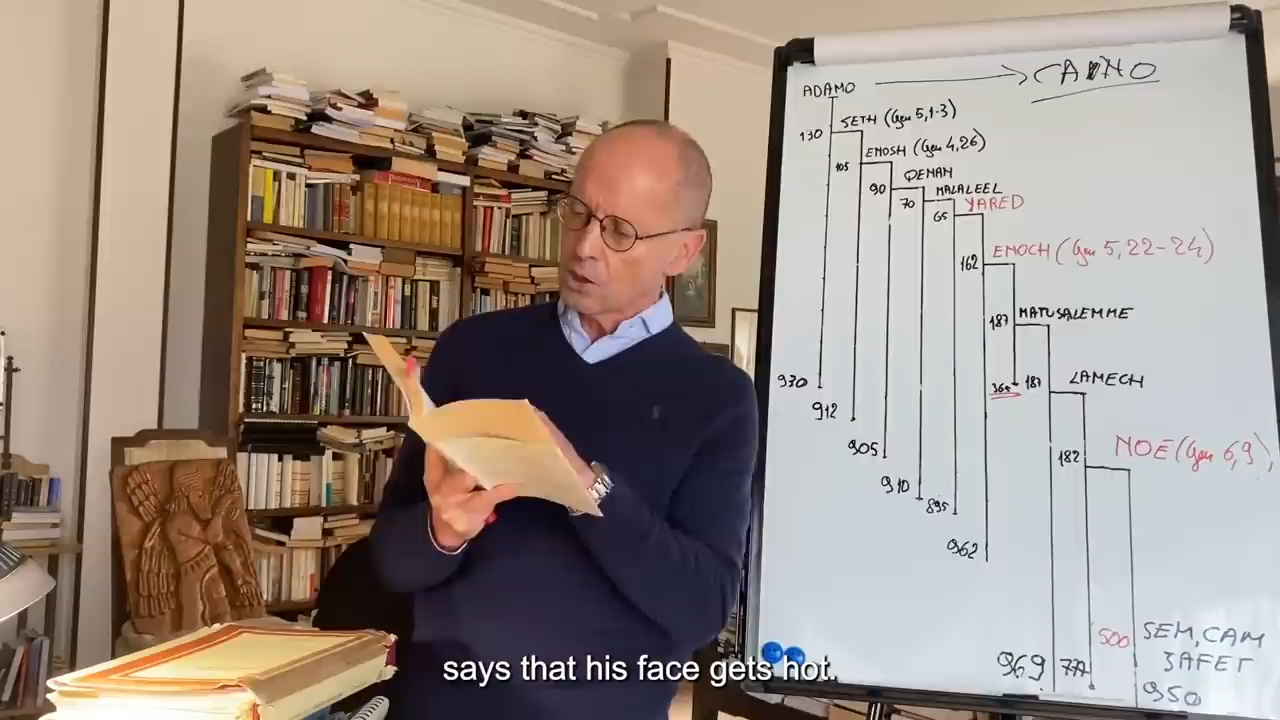 ADAMO → CAINO
130 SETH (Gen 5,1-3)
105 ENOSH (Gen 4,26)
90 QENAN
70 MALALEEL
65 YARED
162 ENOCH (Gen 5, 22-24)
187 MATUSALEMME
930
365
187 LAMECH
912
905
182 NOE (Gen 6,9),
910
895
962
500 SEM, CAM
JAFET
969
777
950
says that his face gets hot.